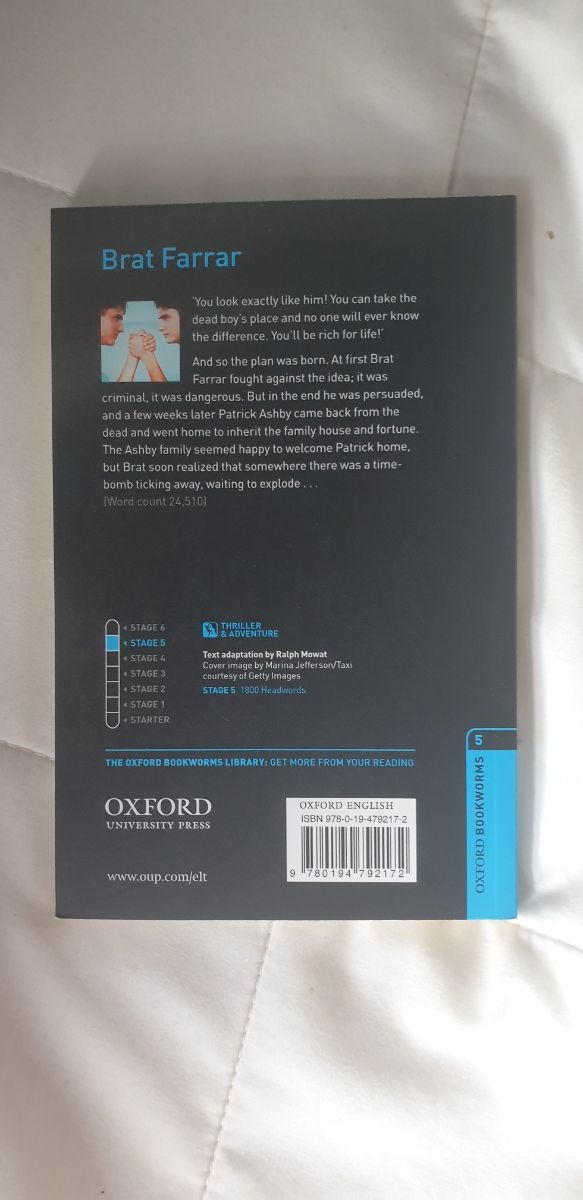 Brat Farrar
‘You look exactly like him! You can take the
dead boy’s place and no one will ever know
the difference. You’ll be rich for life!’
And so the plan was born. At first Brat
Farrar fought against the idea; it was
criminal, it was dangerous. But in the end he was persuaded,
and a few weeks later Patrick Ashby came back from the
dead and went home to inherit the family house and fortune.
The Ashby family seemed happy to welcome Patrick home,
but Brat soon realized that somewhere there was a time-
bomb ticking away, waiting to explode . . .
(Word count 24,510)
STAGE 6
STAGE 5
STAGE 4
STAGE 3
STAGE 2
STAGE 1
STARTER
THRILLER
& ADVENTURE
Text adaptation by Ralph Mowat
Cover image by Marina Jefferson/Taxi
courtesy of Getty Images
STAGE 5 1800 Headwords
THE OXFORD BOOKWORMS LIBRARY: GET MORE FROM YOUR READING
OXFORD
UNIVERSITY PRESS
www.oup.com/elt
OXFORD ENGLISH
ISBN 978-0-19-479217-2
9 780194 792172
5
OXFORD BOOKWORMS